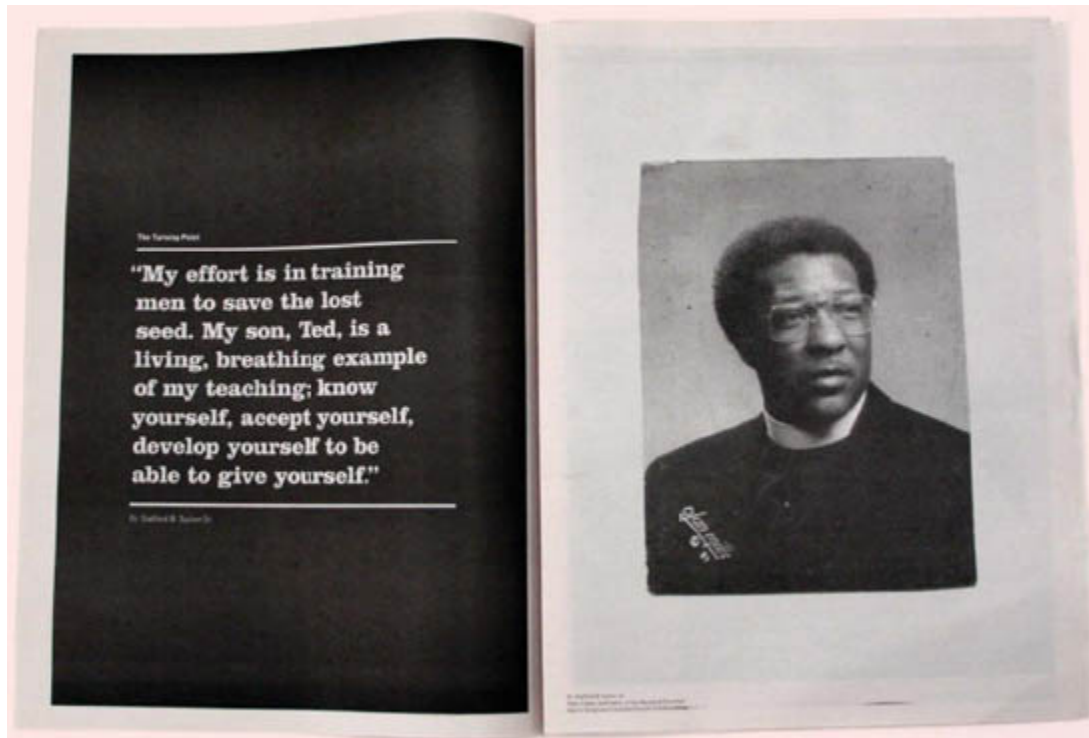 The Turning Point
“My effort is in training
men to save the lost
seed. My son, Ted, is a
living, breathing example
of my teaching; know
yourself, accept yourself,
develop yourself to be
able to give yourself.”